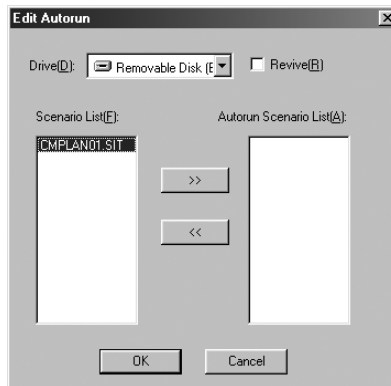 Edit Autorun
Drive(D): Removable Disk (E Revive(R)
Scenario List(F): Autorun Scenario List(A):
CMPLAN01.SIT
>>
<<
OK Cancel